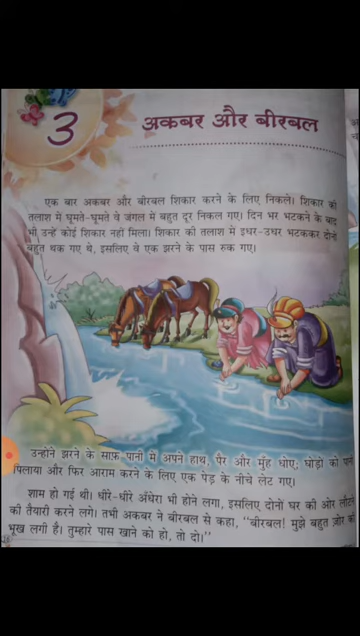 3
अकबर और बीरबल
एक बार अकबर और बीरबल शिकार करने के लिए निकले। शिकार की
तलाश में घूमते-घूमते वे जंगल में बहुत दूर निकल गए। दिन भर भटकने के बाद
भी उन्हें कोई शिकार नहीं मिला। शिकार की तलाश में इधर-उधर भटककर दोनों
बहुत थक गए थे, इसलिए वे एक झरने के पास रुक गए।
उन्होंने झरने के साफ़ पानी में अपने हाथ, पैर और मुँह धोए; घोड़ों को पानी
पिलाया और फिर आराम करने के लिए एक पेड़ के नीचे लेट गए।
शाम हो गई थी। धीरे-धीरे अँधेरा भी होने लगा, इसलिए दोनों घर की ओर लौटने
की तैयारी करने लगे। तभी अकबर ने बीरबल से कहा, "बीरबल! मुझे बहुत ज़ोर की
भूख लगी है। तुम्हारे पास खाने को हो, तो दो।"